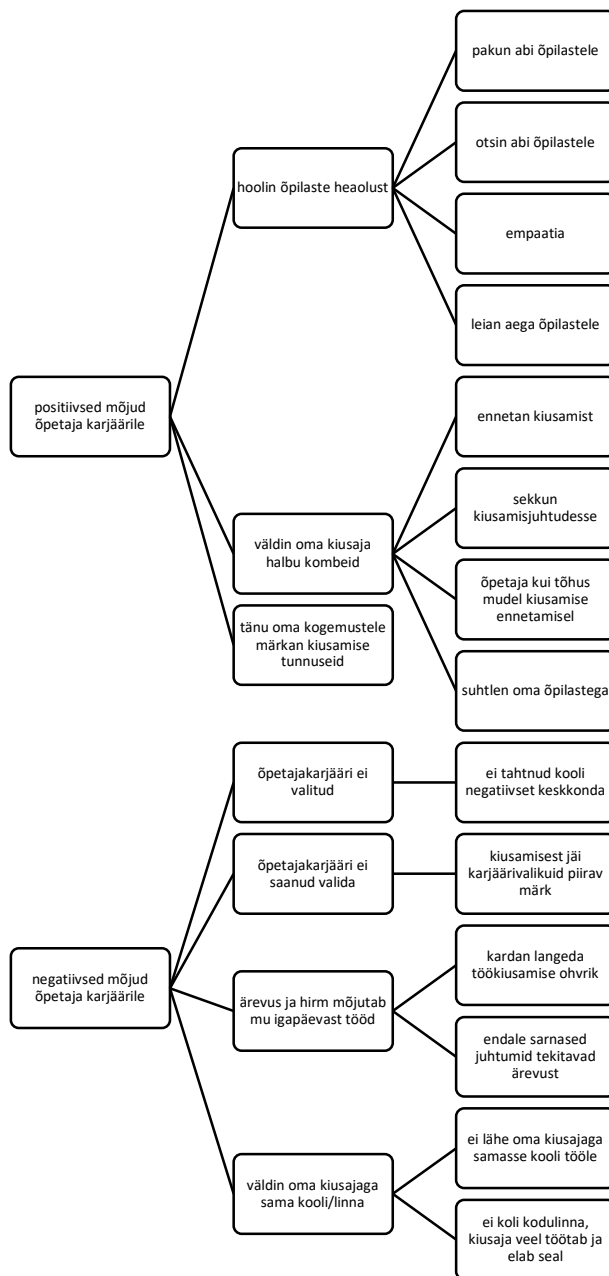 pakun abi õpilastele
otsin abi õpilastele
hoolin õpilaste heaolust
empaatia
leian aega õpilastele
positiivsed mõjud
õpetaja karjäärile
ennetan kiusamist
sekkun
kiusamisjuhtudesse
väldin oma kiusaja
halbu kombeid
õpetaja kui tõhus
mudel kiusamise
ennetamisel
tänu oma kogemustele
märkan kiusamise
tunnuseid
suhtlen oma õpilastega
õpetajakarjääri ei
valitud
ei tahtnud kooli
negatiivset keskkonda
õpetajakarjääri ei
saanud valida
kiusamisest jäi
karjäärivalikuid piirav
märk
negatiivsed mõjud
õpetaja karjäärile
ärevus ja hirm mõjutab
mu igapäevast tööd
kardan langeda
töökiusamise ohvrik
endale sarnased
juhtumid tekitavad
ärevust
väldin oma kiusajaga
sama kooli/linna
ei lähe oma kiusajaga
samasse kooli tööle
ei koli kodulinna,
kiusaja veel töötab ja
elab seal